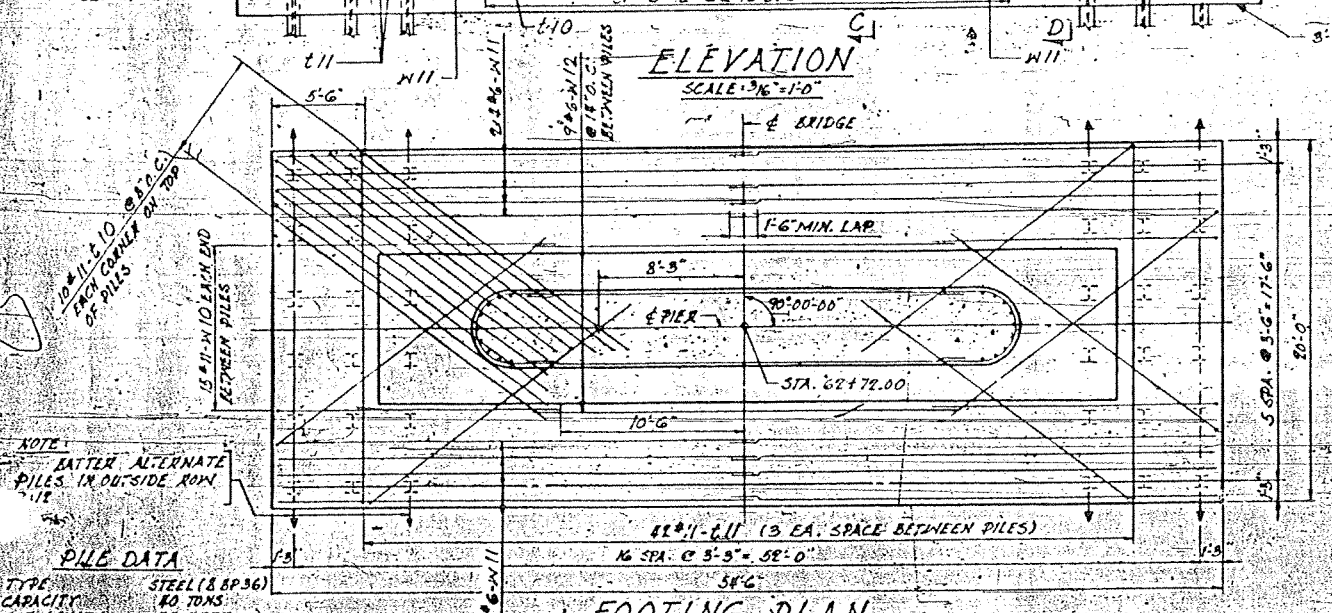 t10
C
D
3'
t11
W11
W11
ELEVATION
SCALE: 3/16"=1'-0"
℄ BRIDGE
5'-6"
9#6-W12
@ 18" O.C.
BETWEEN PILES
10#11-t10 @ 8" O.C.
EACH CORNER ON TOP
OF PILES
1'-3"
1'-6" MIN. LAP
8'-3"
90°00'-00"
℄ PIER
STA. 62+72.00
15#11-W10 EACH END
BETWEEN PILES
5 SPA. @ 3'-6" = 17'-6"
20'-0"
10'-6"
NOTE:
BATTER ALTERNATE
PILES IN OUTSIDE ROW
1'-3"
42#11-t11 (3 EA. SPACE BETWEEN PILES)
1'-3"
16 SPA. @ 3'-3" = 52'-0"
1'-3"
54'-6"
PILE DATA
TYPE STEEL (8 BP36)
CAPACITY 40 TONS
#6-W11
FOOTING PLAN